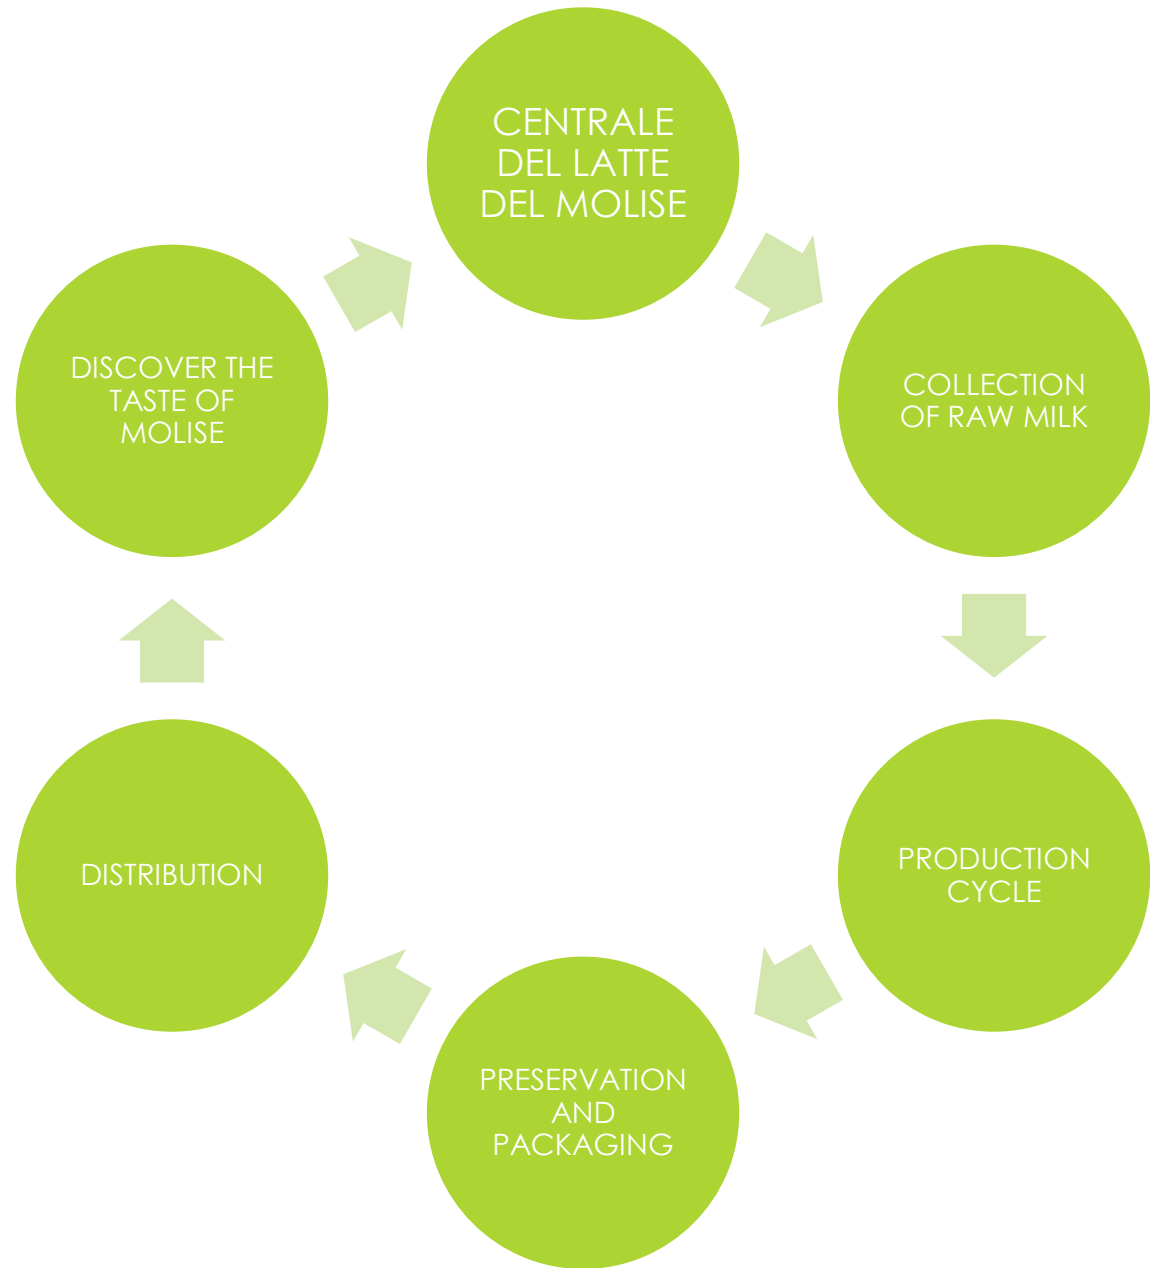 CENTRALE
DEL LATTE
DEL MOLISE
COLLECTION
OF RAW MILK
PRODUCTION
CYCLE
PRESERVATION
AND
PACKAGING
DISTRIBUTION
DISCOVER THE
TASTE OF
MOLISE